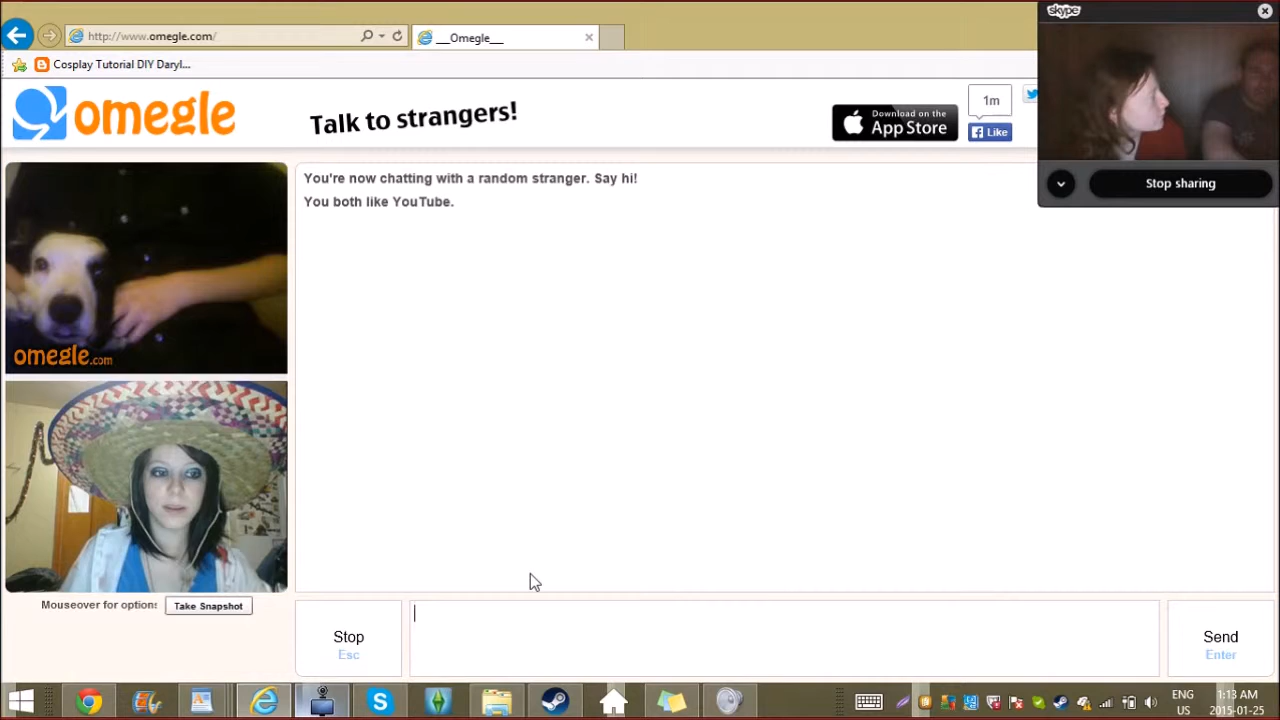 skype
http://www.omegle.com/
__Omegle__
Cosplay Tutorial DIY Daryl...
omegle
Talk to strangers!
Download on the
App Store
1m
Like
Stop sharing
You're now chatting with a random stranger. Say hi!
You both like YouTube.
omegle.com
Mouseover for options
Take Snapshot
Stop
Esc
Send
Enter
ENG
US
1:13 AM
2015-01-25